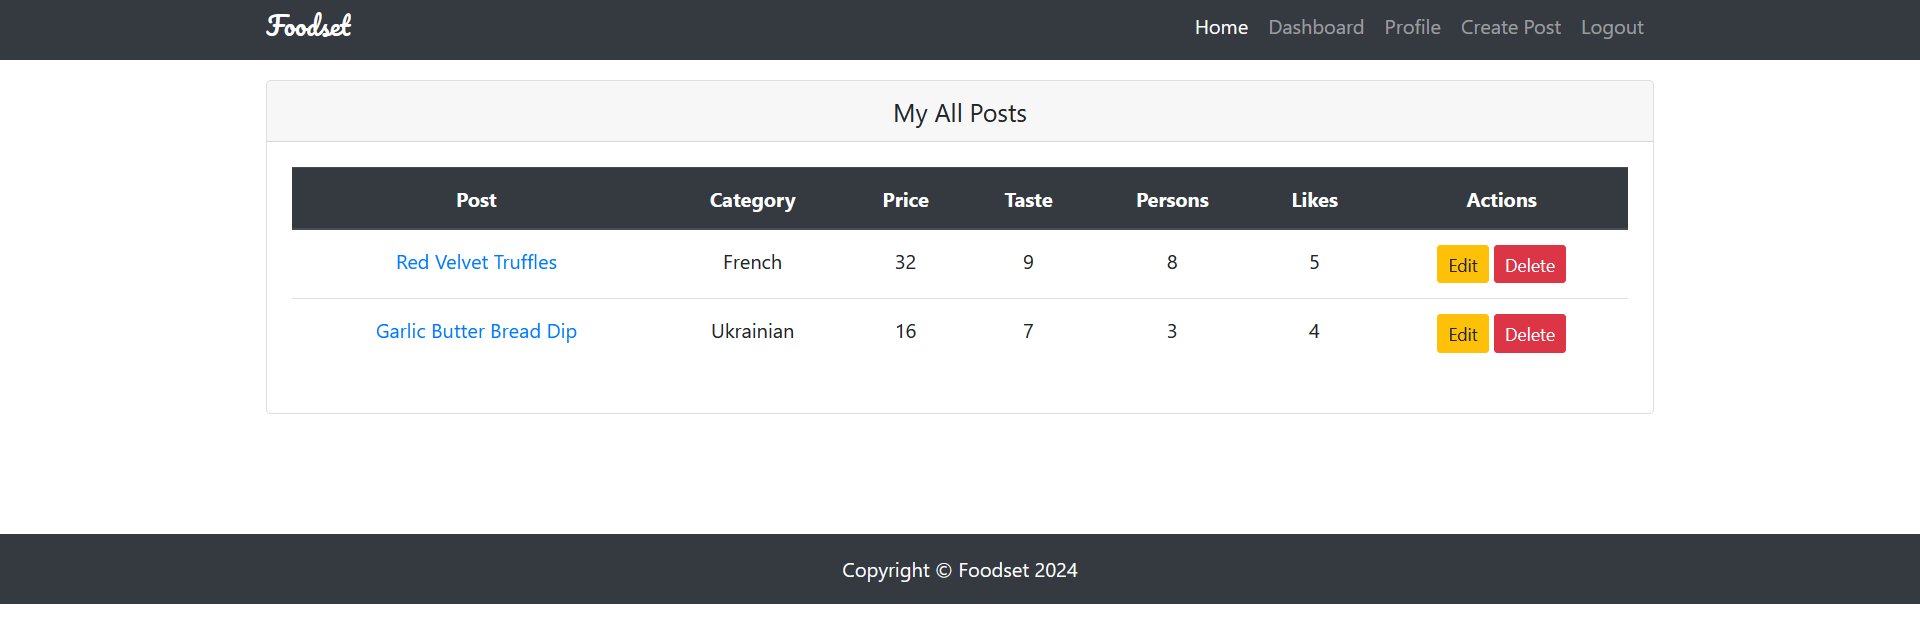 Foodset Home Dashboard Profile Create Post Logout
My All Posts
Post Category Price Taste Persons Likes Actions
Red Velvet Truffles French 32 9 8 5 Edit Delete
Garlic Butter Bread Dip Ukrainian 16 7 3 4 Edit Delete
Copyright © Foodset 2024